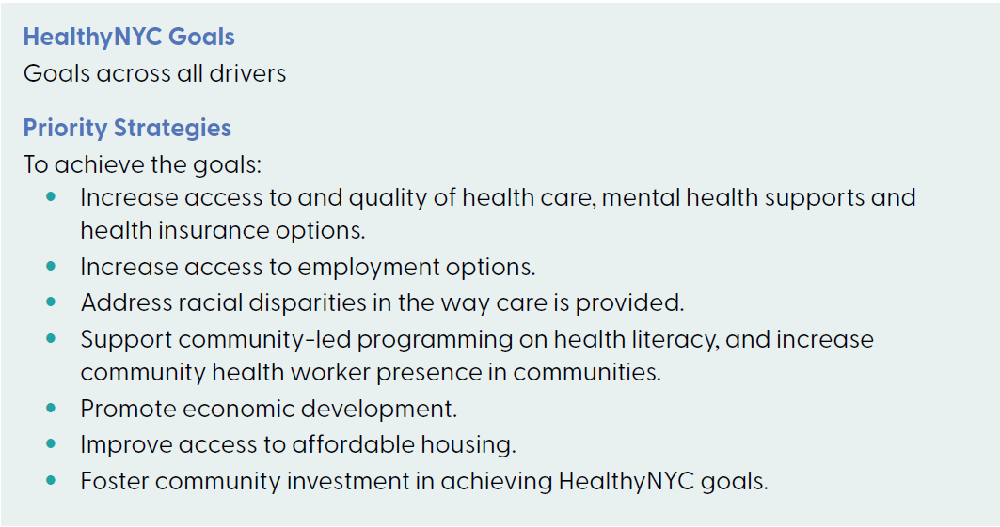 HealthyNYC Goals
Goals across all drivers
Priority Strategies
To achieve the goals:
• Increase access to and quality of health care, mental health supports and
health insurance options.
• Increase access to employment options.
• Address racial disparities in the way care is provided.
• Support community-led programming on health literacy, and increase
community health worker presence in communities.
• Promote economic development.
• Improve access to affordable housing.
• Foster community investment in achieving HealthyNYC goals.